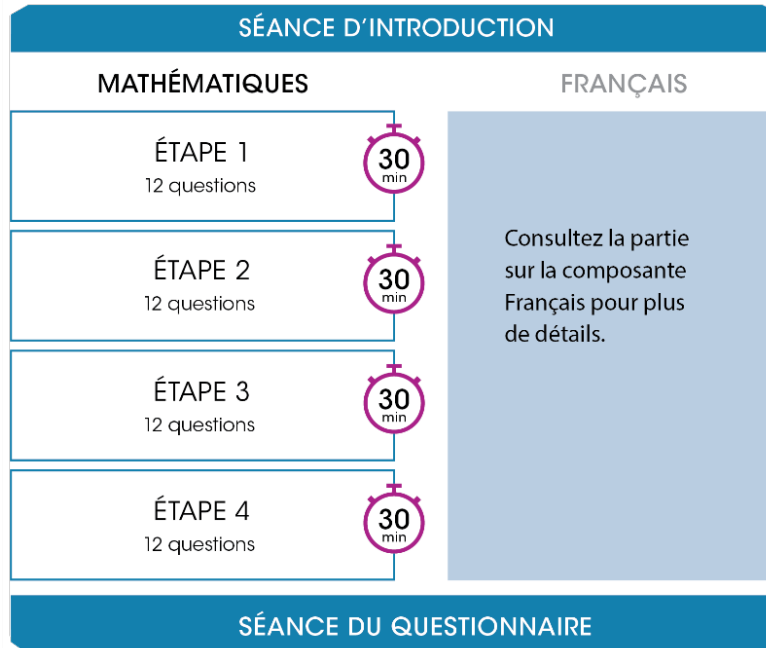 SÉANCE D'INTRODUCTION
MATHÉMATIQUES
ÉTAPE 1
12 questions
30
min
ÉTAPE 2
12 questions
30
min
ÉTAPE 3
12 questions
30
min
ÉTAPE 4
12 questions
30
min
FRANÇAIS
Consultez la partie
sur la composante
Français pour plus
de détails.
SÉANCE DU QUESTIONNAIRE